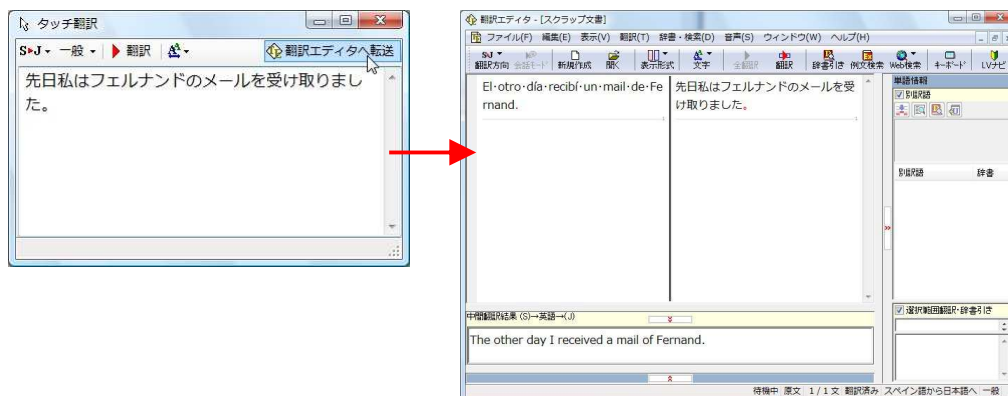 タッチ翻訳
S▸J 一般 翻訳 翻訳エディタへ転送
先日私はフェルナンドのメールを受け取りまし
た。
翻訳エディタ - [スクラップ文書]
ファイル(F) 編集(E) 表示(V) 翻訳(T) 辞書・検索(D) 音声(S) ウィンドウ(W) ヘルプ(H)
翻訳方向 会話モード 新規作成 開く 表示形式 文字 全翻訳 翻訳 辞書引き 例文検索 Web検索 キーボード LVナビ
El·otro·día·recibí·un·mail·de·Fe
rnand.
先日私はフェルナンドのメールを受
け取りました。
単語情報
別訳語
別訳語 辞書
選択範囲翻訳・辞書引き
中間翻訳結果 (S)→英語→(J)
The other day I received a mail of Fernand.
待機中 原文 1/1文 翻訳済み スペイン語から日本語へ 一般